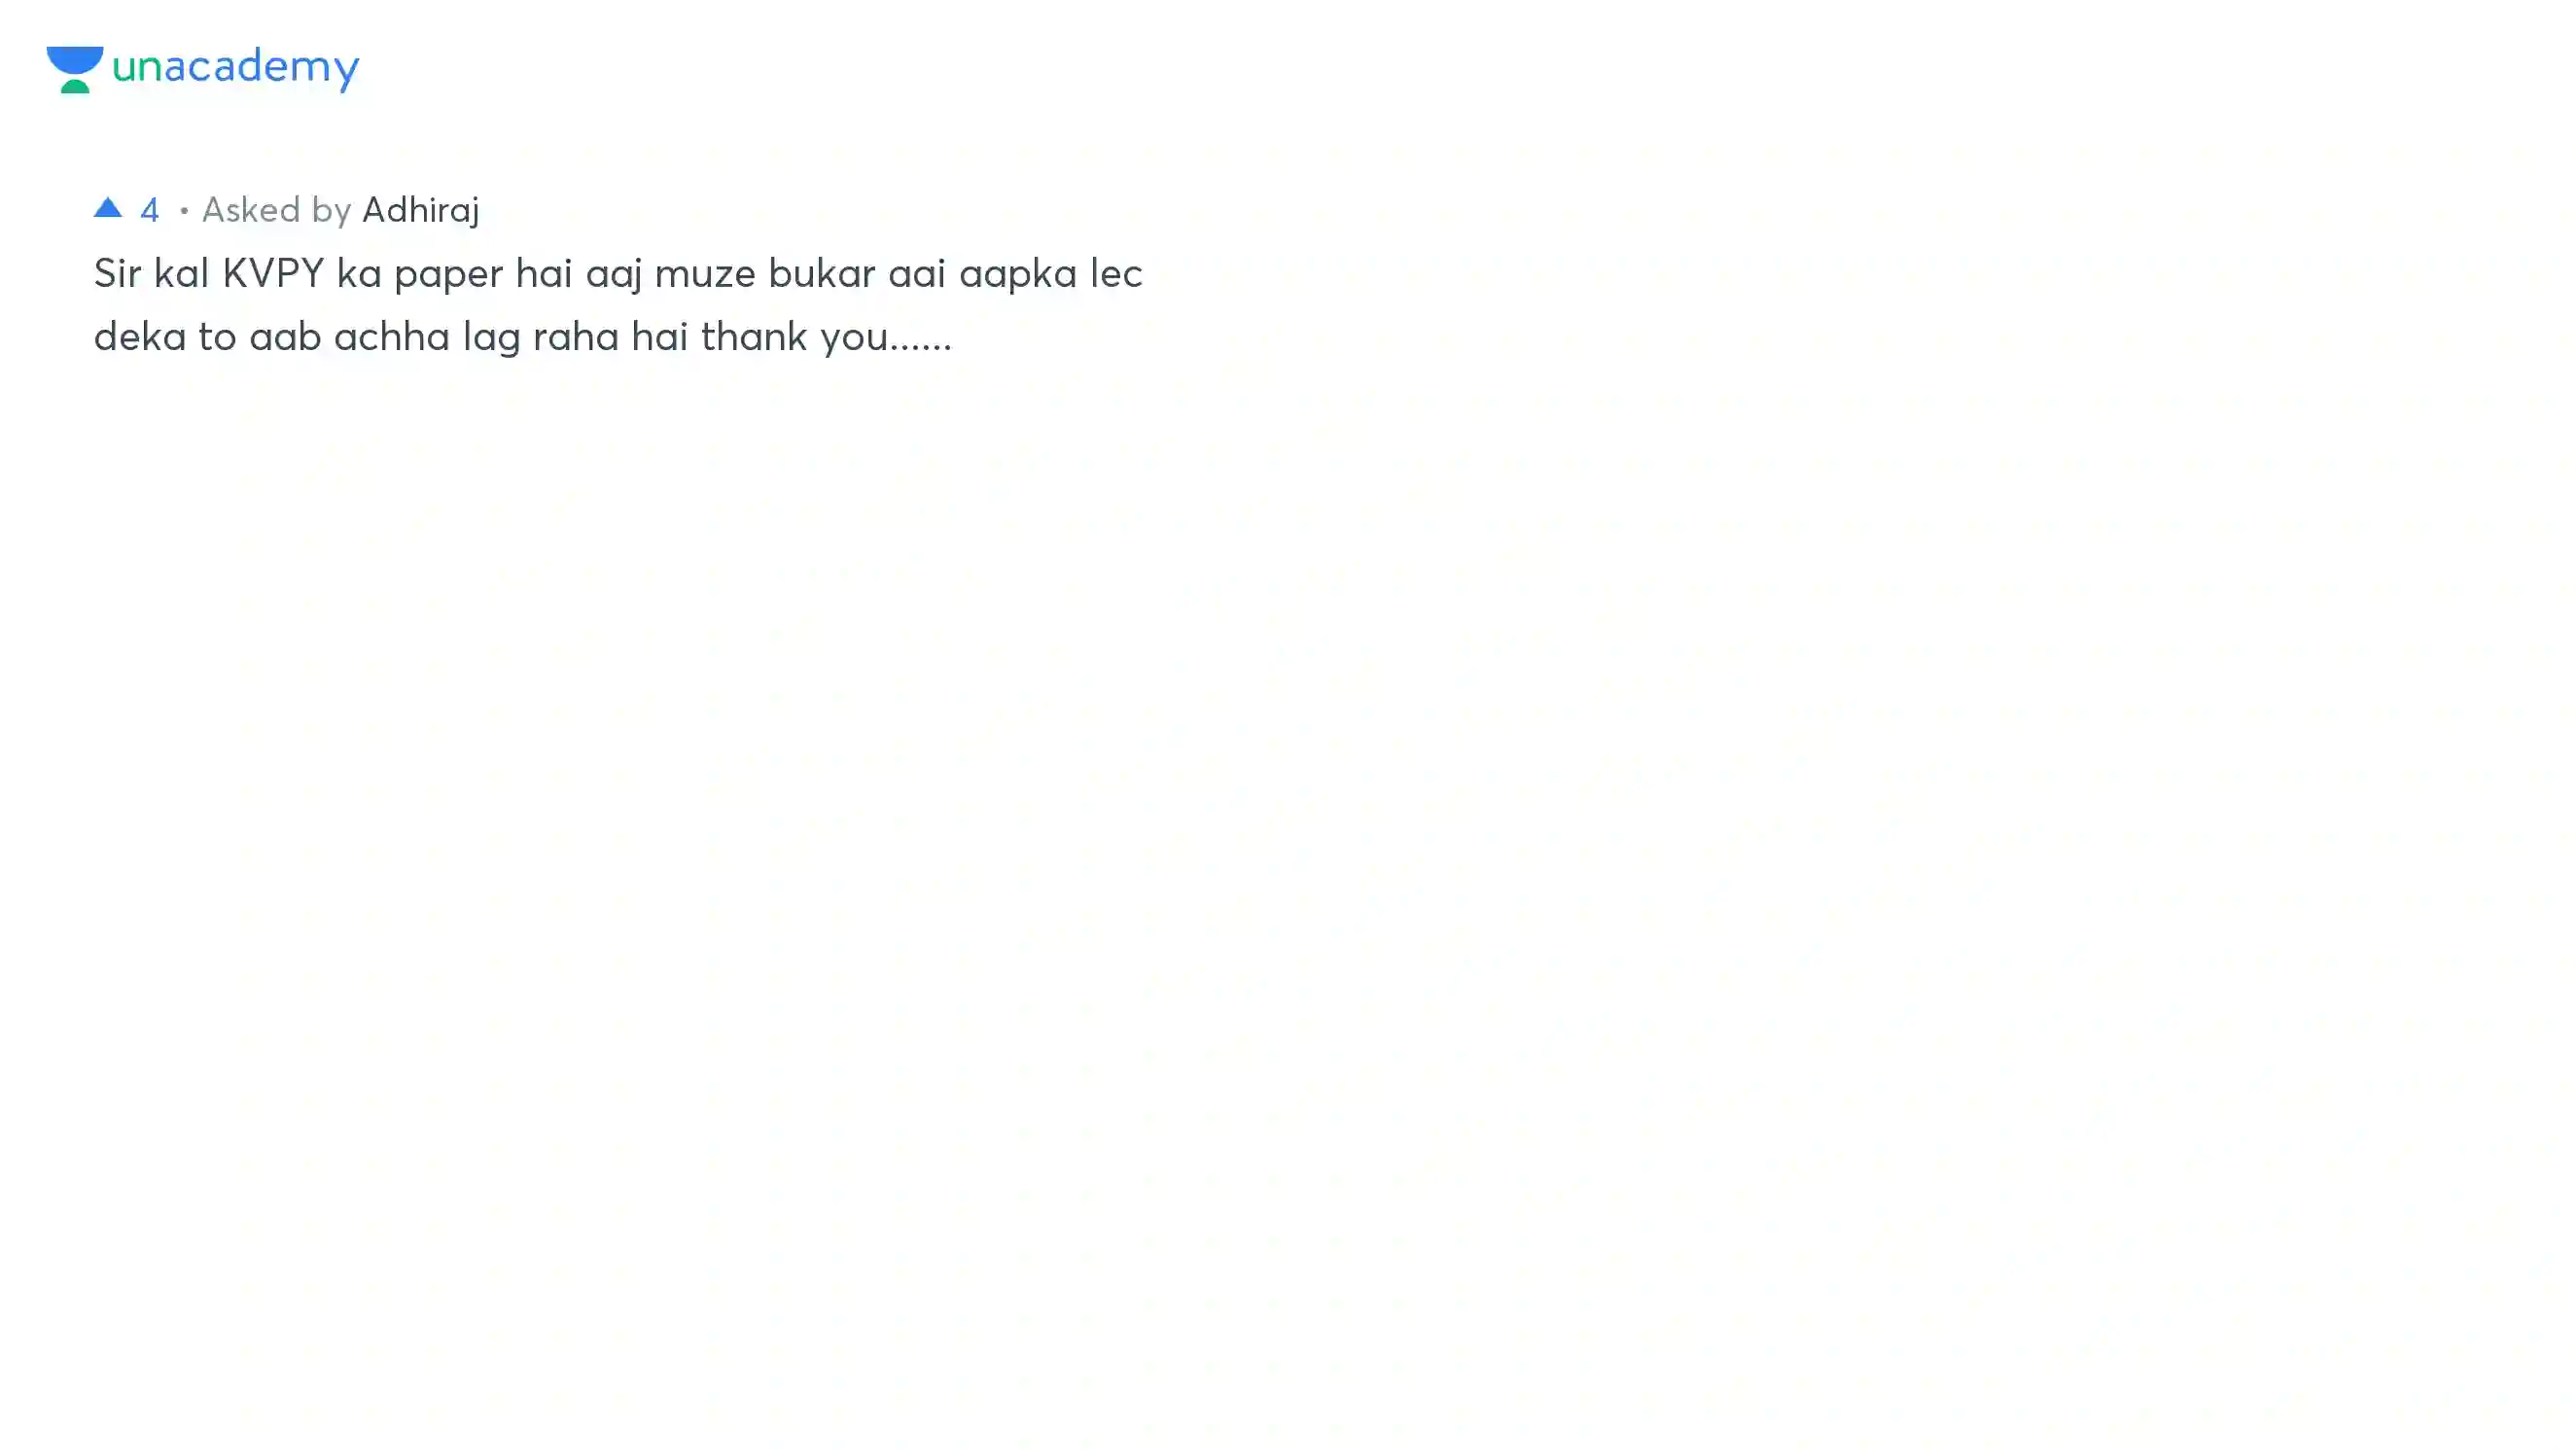 unacademy
▲ 4 • Asked by Adhiraj
Sir kal KVPY ka paper hai aaj muze bukar aai aapka lec
deka to aab achha lag raha hai thank you......